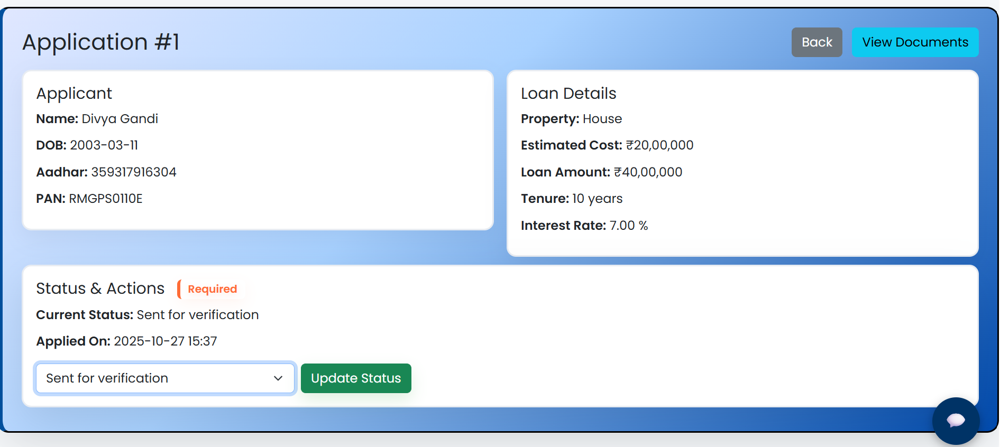 Application #1
Back
View Documents
Applicant
Name: Divya Gandi
DOB: 2003-03-11
Aadhar: 359317916304
PAN: RMGPS0110E
Loan Details
Property: House
Estimated Cost: ₹20,00,000
Loan Amount: ₹40,00,000
Tenure: 10 years
Interest Rate: 7.00 %
Status & Actions Required
Current Status: Sent for verification
Applied On: 2025-10-27 15:37
Sent for verification
Update Status